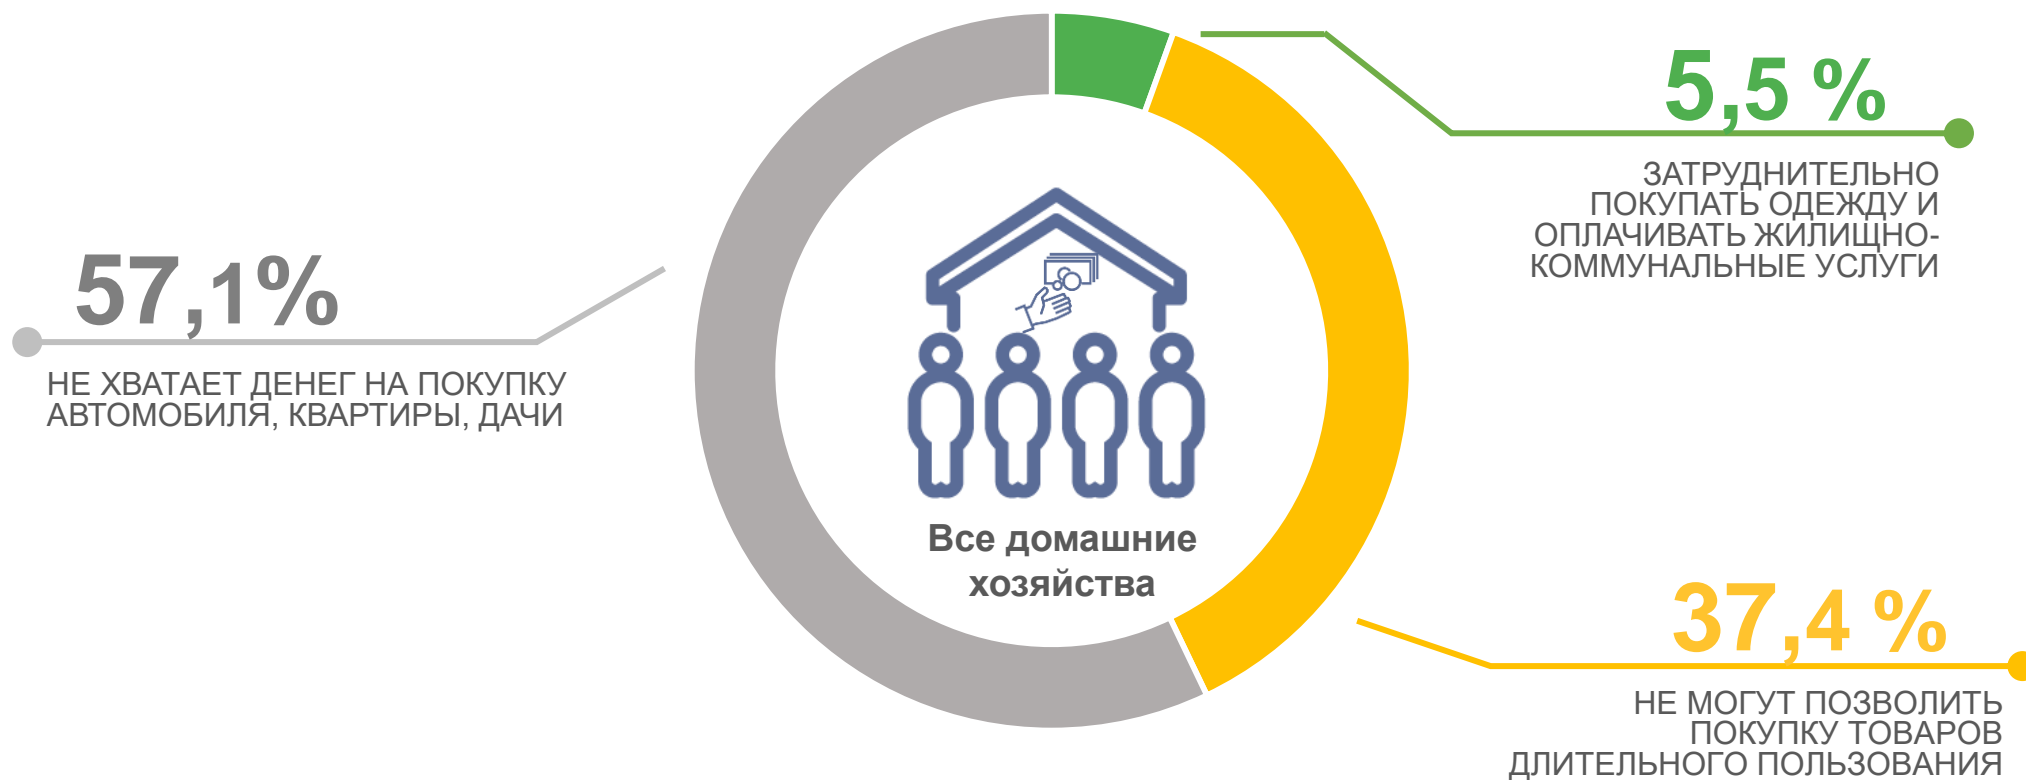 5,5 %
ЗАТРУДНИТЕЛЬНО
ПОКУПАТЬ ОДЕЖДУ И
ОПЛАЧИВАТЬ ЖИЛИЩНО-
КОММУНАЛЬНЫЕ УСЛУГИ
57,1%
НЕ ХВАТАЕТ ДЕНЕГ НА ПОКУПКУ
АВТОМОБИЛЯ, КВАРТИРЫ, ДАЧИ
Все домашние
хозяйства
37,4 %
НЕ МОГУТ ПОЗВОЛИТЬ
ПОКУПКУ ТОВАРОВ
ДЛИТЕЛЬНОГО ПОЛЬЗОВАНИЯ